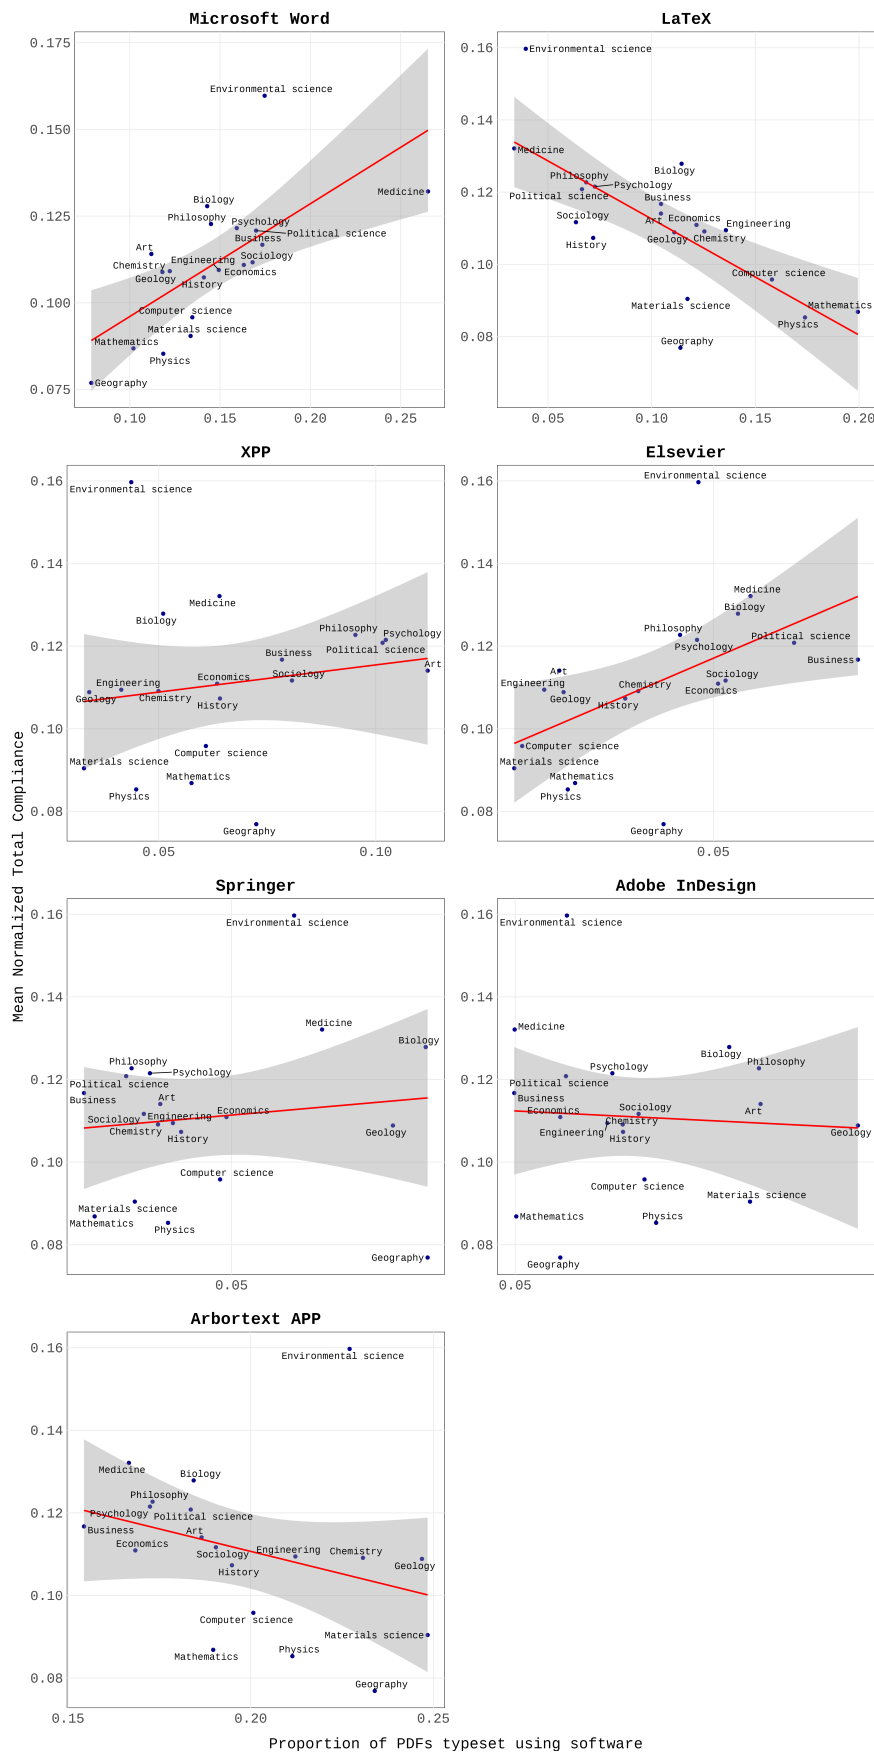 Microsoft Word
LaTeX
0.175
0.150
0.125
0.100
0.075
Environmental science
Medicine
Biology
Philosophy
Psychology
Political science
Business
Art
Engineering
Sociology
Chemistry
Geology
Economics
History
Computer science
Materials science
Mathematics
Physics
Geography
0.10
0.15
0.20
0.25
0.16
0.14
0.12
0.10
0.08
Environmental science
Medicine
Biology
Philosophy
Psychology
Political science
Business
Sociology
Art
Economics
Engineering
History
Geology
Chemistry
Computer science
Materials science
Mathematics
Physics
Geography
0.05
0.10
0.15
0.20
XPP
Elsevier
0.16
0.14
0.12
0.10
0.08
Environmental science
Medicine
Biology
Philosophy
Psychology
Political science
Business
Art
Sociology
Engineering
Economics
Geology
Chemistry
History
Computer science
Materials science
Mathematics
Physics
Geography
0.05
0.10
0.16
0.14
0.12
0.10
0.08
Environmental science
Medicine
Biology
Philosophy
Political science
Psychology
Business
Art
Sociology
Engineering
Chemistry
Geology
Economics
History
Computer science
Materials science
Mathematics
Physics
Geography
0.05
Mean Normalized Total Compliance
Springer
Adobe InDesign
0.16
0.14
0.12
0.10
0.08
Environmental science
Medicine
Biology
Philosophy
Psychology
Political science
Business
Art
Economics
Sociology
Engineering
Chemistry
Geology
History
Computer science
Materials science
Mathematics
Physics
Geography
0.05
0.16
0.14
0.12
0.10
0.08
Environmental science
Medicine
Biology
Philosophy
Psychology
Political science
Business
Sociology
Economics
Art
Chemistry
Engineering
Geology
History
Computer science
Materials science
Mathematics
Physics
Geography
0.05
Arbortext APP
0.16
0.14
0.12
0.10
0.08
Environmental science
Medicine
Biology
Philosophy
Psychology
Political science
Business
Art
Economics
Engineering
Chemistry
Sociology
Geology
History
Computer science
Materials science
Physics
Mathematics
Geography
0.15
0.20
0.25
Proportion of PDFs typeset using software